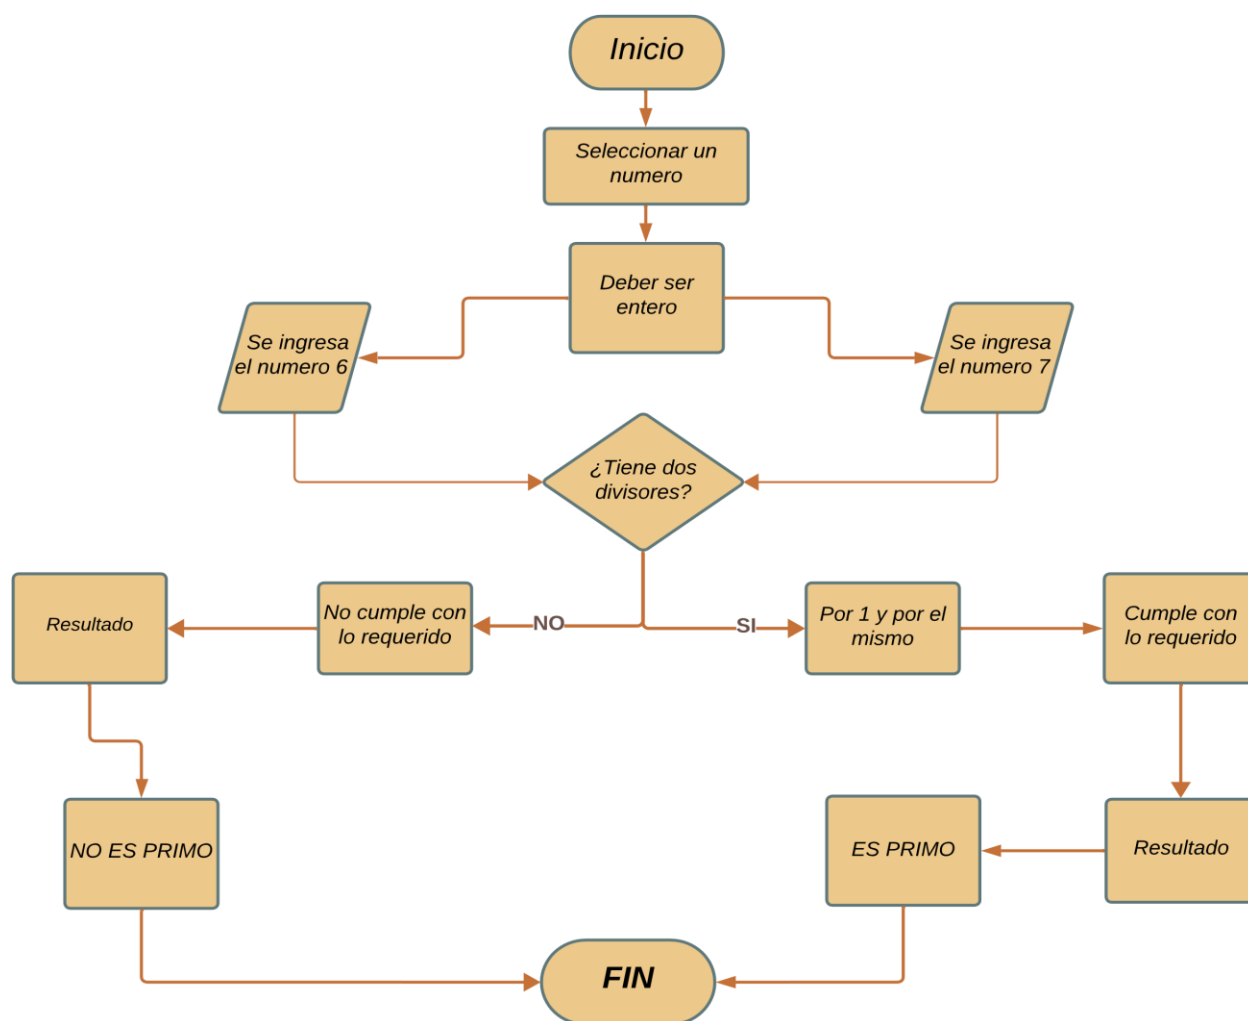 Inicio
Seleccionar un
numero
Deber ser
entero
Se ingresa
el numero 6
Se ingresa
el numero 7
¿Tiene dos
divisores?
Resultado
No cumple con
lo requerido
NO
SI
Por 1 y por el
mismo
Cumple con
lo requerido
NO ES PRIMO
ES PRIMO
Resultado
FIN